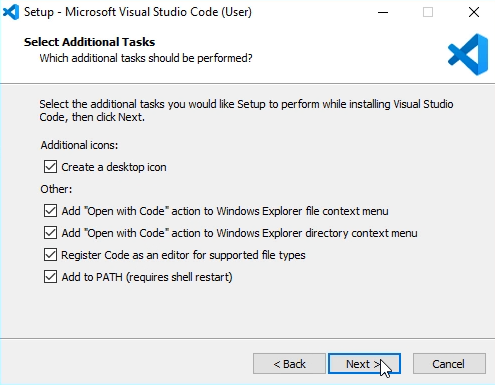 Setup - Microsoft Visual Studio Code (User)
Select Additional Tasks
Which additional tasks should be performed?
Select the additional tasks you would like Setup to perform while installing Visual Studio
Code, then click Next.
Additional icons:
Create a desktop icon
Other:
Add "Open with Code" action to Windows Explorer file context menu
Add "Open with Code" action to Windows Explorer directory context menu
Register Code as an editor for supported file types
Add to PATH (requires shell restart)
< Back
Next >
Cancel